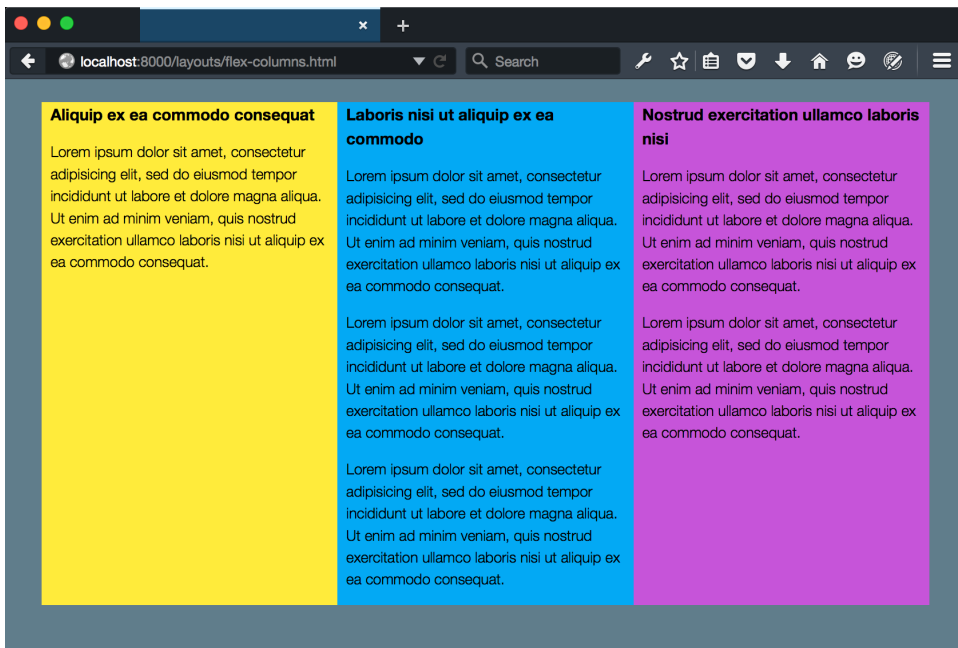 localhost:8000/layouts/flex-columns.html
Search
Aliquip ex ea commodo consequat
Lorem ipsum dolor sit amet, consectetur
adipisicing elit, sed do eiusmod tempor
incididunt ut labore et dolore magna aliqua.
Ut enim ad minim veniam, quis nostrud
exercitation ullamco laboris nisi ut aliquip ex
ea commodo consequat.
Laboris nisi ut aliquip ex ea
commodo
Lorem ipsum dolor sit amet, consectetur
adipisicing elit, sed do eiusmod tempor
incididunt ut labore et dolore magna aliqua.
Ut enim ad minim veniam, quis nostrud
exercitation ullamco laboris nisi ut aliquip ex
ea commodo consequat.
Lorem ipsum dolor sit amet, consectetur
adipisicing elit, sed do eiusmod tempor
incididunt ut labore et dolore magna aliqua.
Ut enim ad minim veniam, quis nostrud
exercitation ullamco laboris nisi ut aliquip ex
ea commodo consequat.
Lorem ipsum dolor sit amet, consectetur
adipisicing elit, sed do eiusmod tempor
incididunt ut labore et dolore magna aliqua.
Ut enim ad minim veniam, quis nostrud
exercitation ullamco laboris nisi ut aliquip ex
ea commodo consequat.
Nostrud exercitation ullamco laboris
nisi
Lorem ipsum dolor sit amet, consectetur
adipisicing elit, sed do eiusmod tempor
incididunt ut labore et dolore magna aliqua.
Ut enim ad minim veniam, quis nostrud
exercitation ullamco laboris nisi ut aliquip ex
ea commodo consequat.
Lorem ipsum dolor sit amet, consectetur
adipisicing elit, sed do eiusmod tempor
incididunt ut labore et dolore magna aliqua.
Ut enim ad minim veniam, quis nostrud
exercitation ullamco laboris nisi ut aliquip ex
ea commodo consequat.